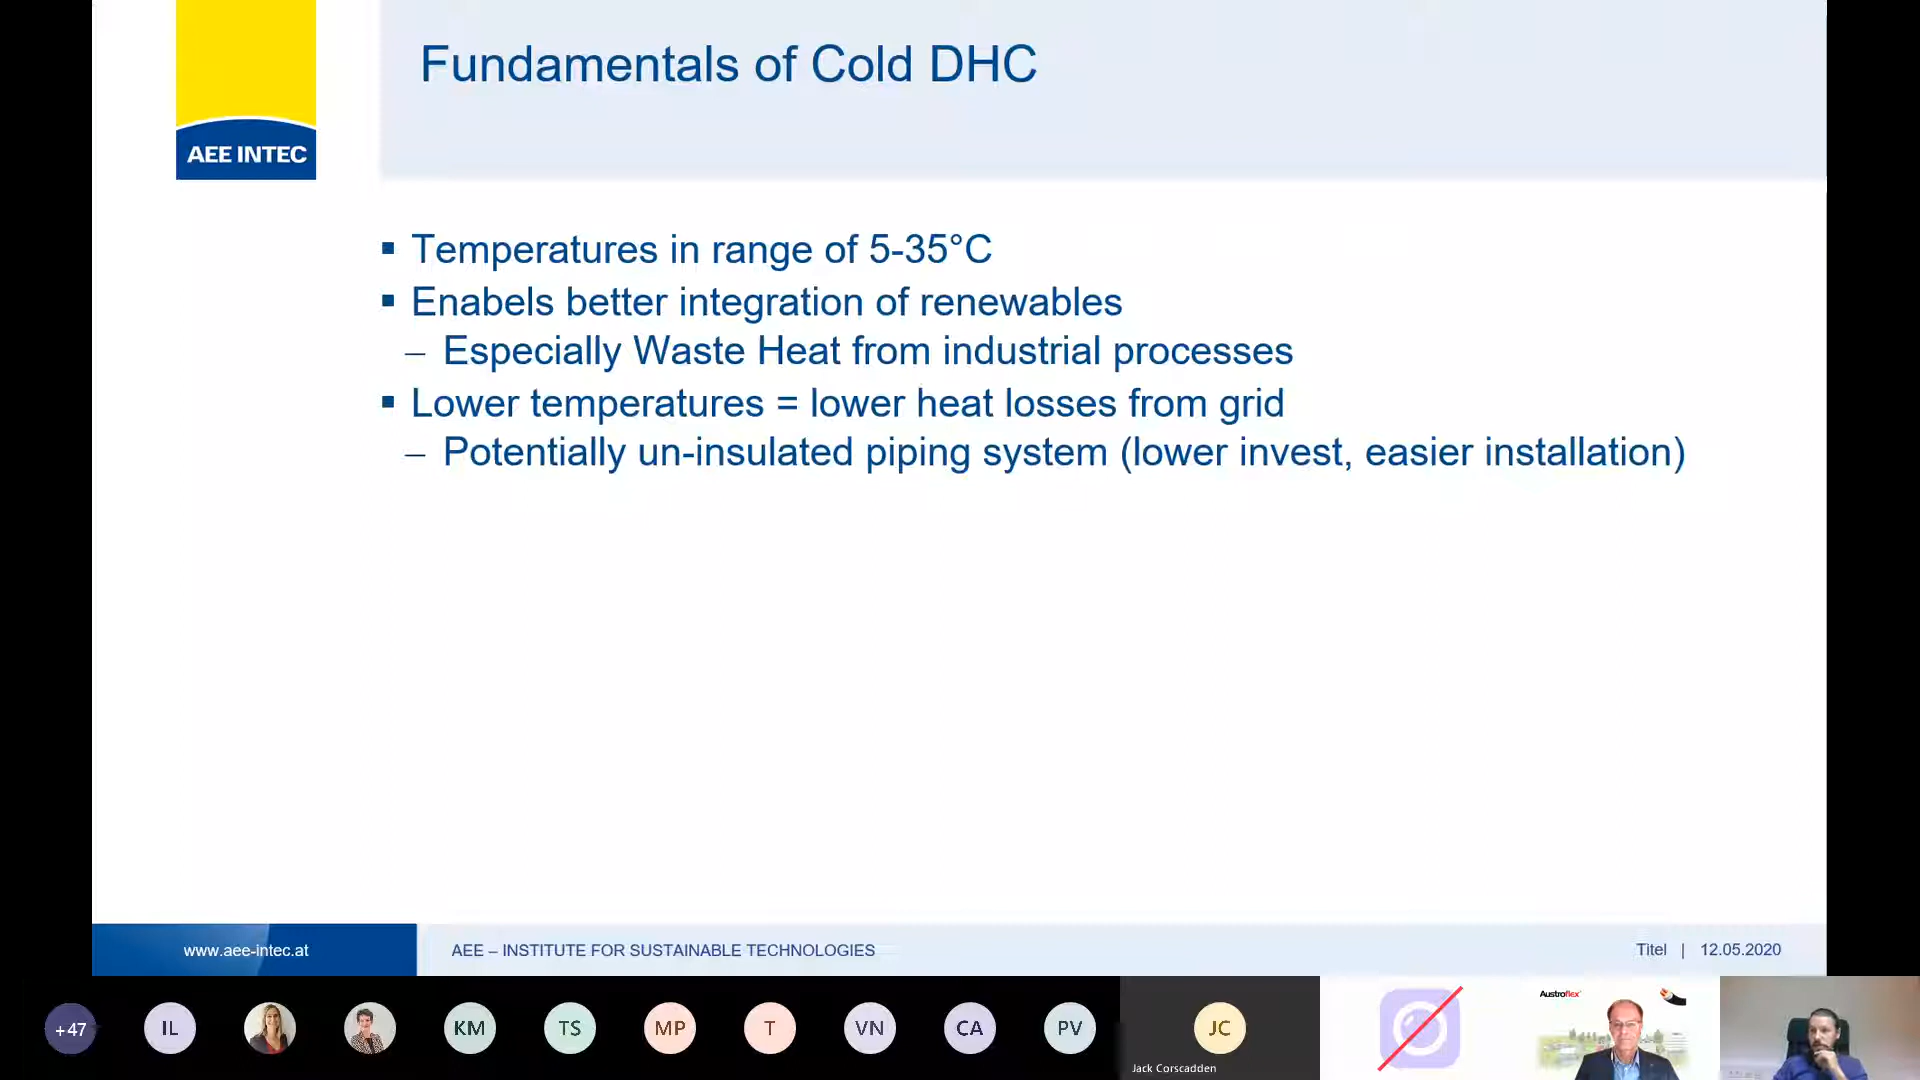 Fundamentals of Cold DHC
AEE INTEC
▪ Temperatures in range of 5-35°C
▪ Enabels better integration of renewables
– Especially Waste Heat from industrial processes
▪ Lower temperatures = lower heat losses from grid
– Potentially un-insulated piping system (lower invest, easier installation)
www.aee-intec.at
AEE – INSTITUTE FOR SUSTAINABLE TECHNOLOGIES
Titel | 12.05.2020
+47
IL
KM
TS
MP
T
VN
CA
PV
JC
Jack Corscadden
Austroflex